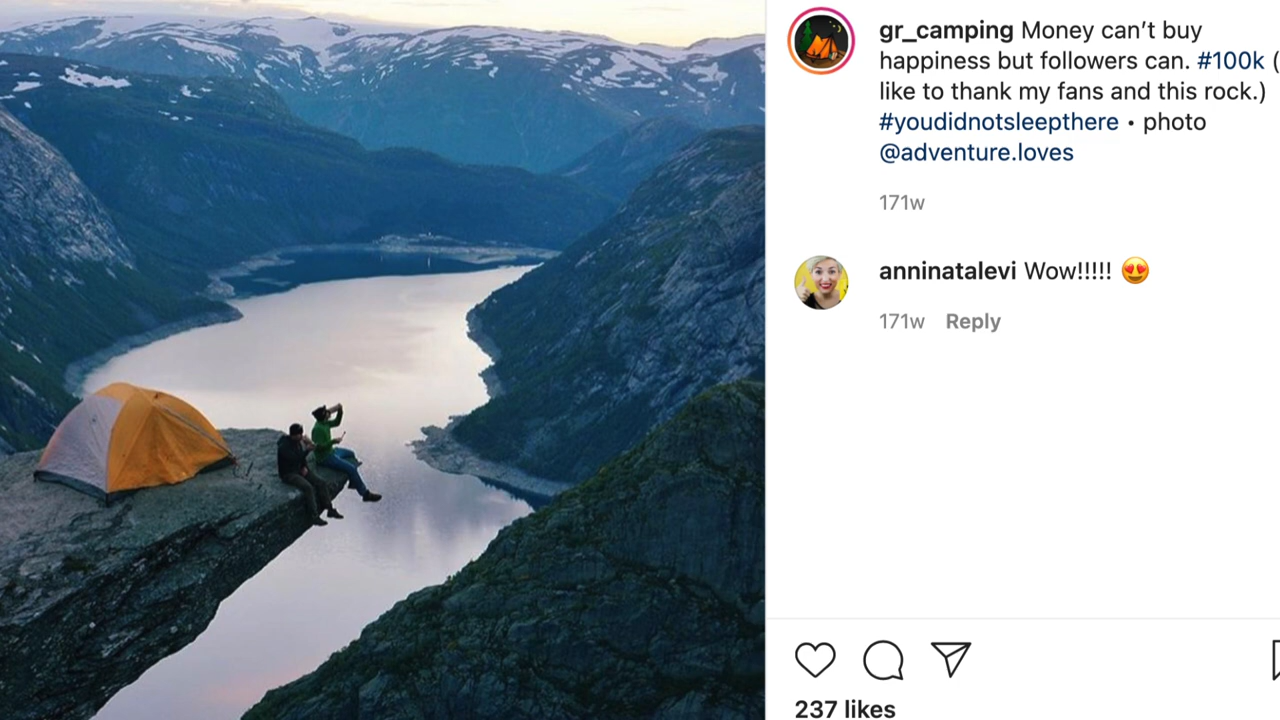 gr_camping Money can’t buy
happiness but followers can. #100k (
like to thank my fans and this rock.)
#youdidnotsleepthere • photo
@adventure.loves
171w
anninatalevi Wow!!!!! 😍
171w Reply
237 likes